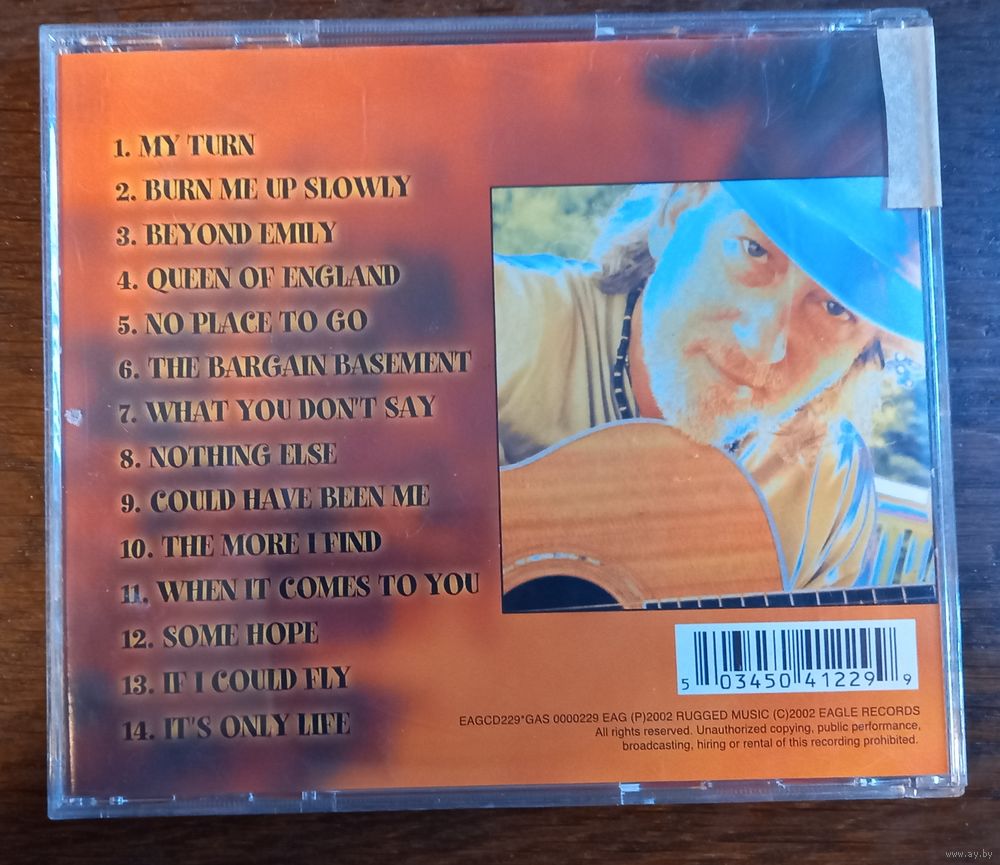 1. MY TURN
2. BURN ME UP SLOWLY
3. BEYOND EMILY
4. QUEEN OF ENGLAND
5. NO PLACE TO GO
6. THE BARGAIN BASEMENT
7. WHAT YOU DON'T SAY
8. NOTHING ELSE
9. COULD HAVE BEEN ME
10. THE MORE I FIND
11. WHEN IT COMES TO YOU
12. SOME HOPE
13. IF I COULD FLY
14. IT'S ONLY LIFE
5 034504 122299
EAGCD229*GAS 0000229 EAG (P)2002 RUGGED MUSIC (C)2002 EAGLE RECORDS
All rights reserved. Unauthorized copying, public performance,
broadcasting, hiring or rental of this recording prohibited.
www.ay.by